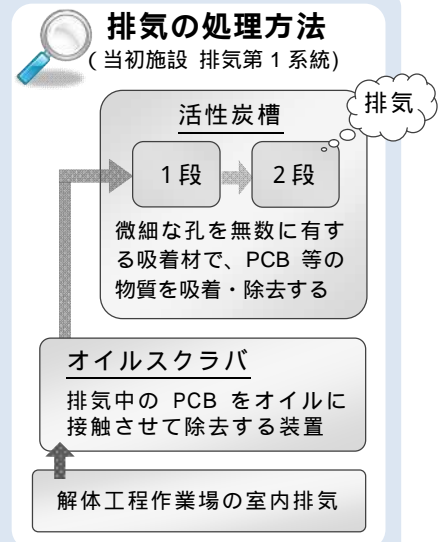 排気の処理方法
(当初施設 排気第1系統)
排気
活性炭槽
1段
2段
微細な孔を無数に有す
る吸着材で、PCB 等の
物質を吸着・除去する
オイルスクラバ
排気中の PCB をオイルに
接触させて除去する装置
解体工程作業場の室内排気